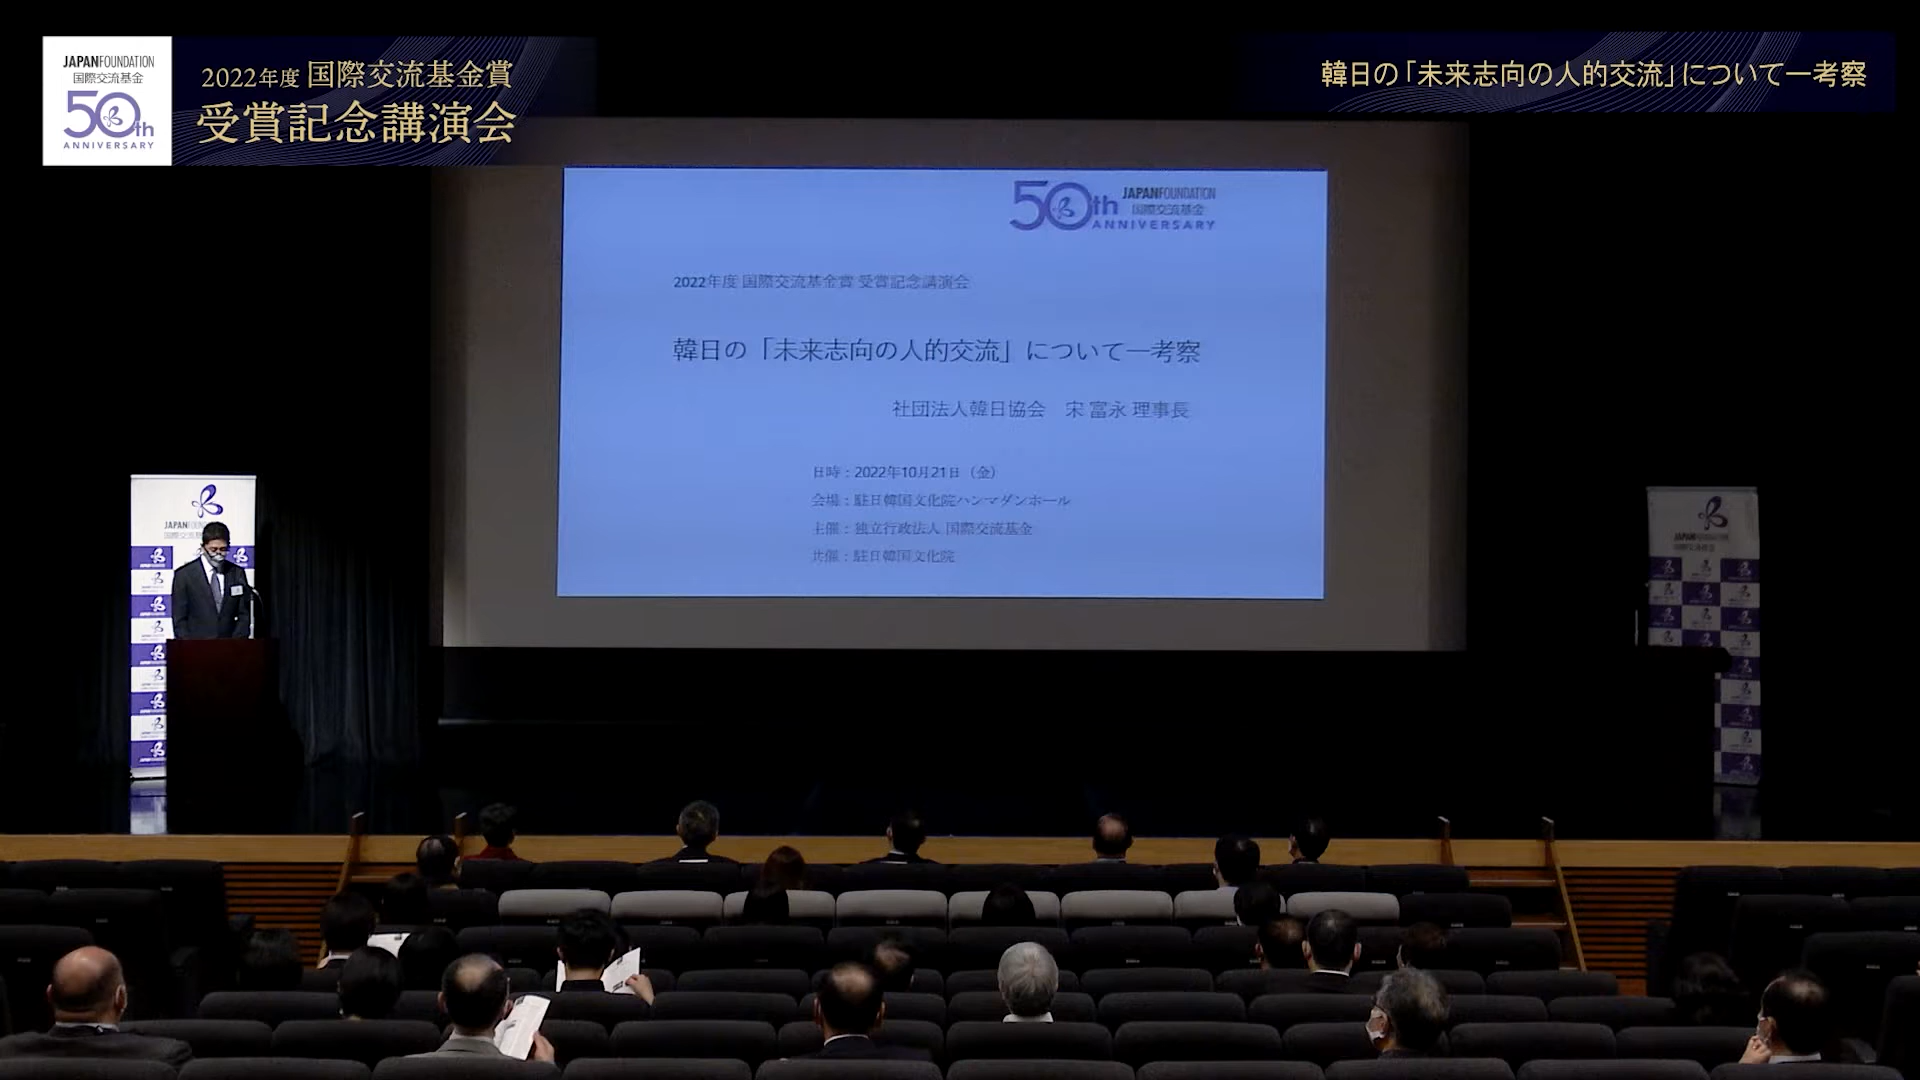 JAPANFOUNDATION
国際交流基金
50th
ANNIVERSARY
2022年度 国際交流基金賞
受賞記念講演会
韓日の「未来志向の人的交流」について一考察
50th
JAPANFOUNDATION
国際交流基金
ANNIVERSARY
2022年度 国際交流基金賞 受賞記念講演会
韓日の「未来志向の人的交流」について一考察
社団法人韓日協会 宋 富永 理事長
日時：2022年10月21日（金）
会場：駐日韓国文化院ハンマダンホール
主催：独立行政法人 国際交流基金
共催：駐日韓国文化院